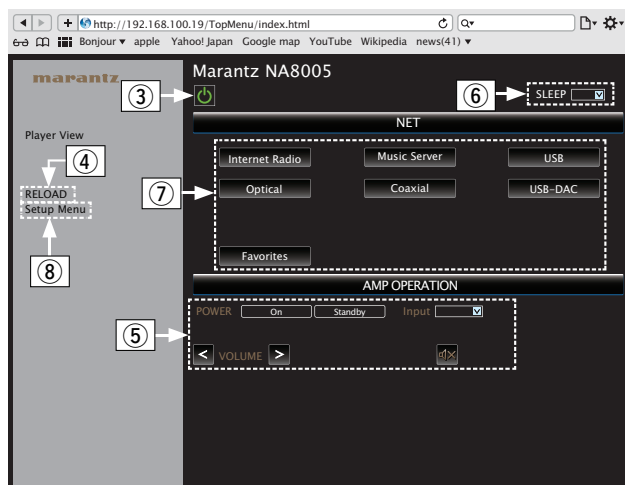 http://192.168.100.19/TopMenu/index.html
Bonjour ▾ apple Yahoo! Japan Google map YouTube Wikipedia news(41) ▾
marantz
Marantz NA8005
③
⑥
SLEEP
NET
Player View
④
Internet Radio Music Server USB
⑦
RELOAD
Optical Coaxial USB-DAC
Setup Menu
⑧
Favorites
AMP OPERATION
POWER On Standby Input
⑤
< VOLUME >